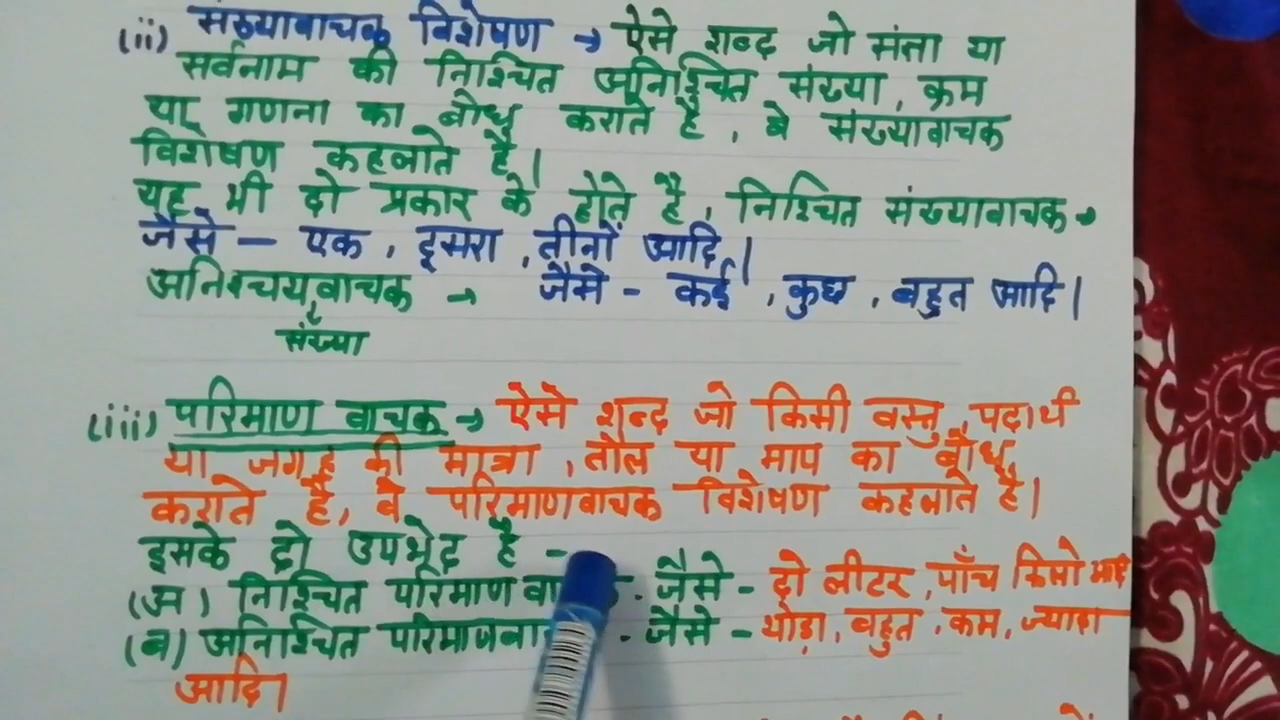 (ii) संख्यावाचक विशेषण → ऐसे शब्द जो संज्ञा या
सर्वनाम की निश्चित अनिश्चित संख्या, क्रम
या गणना का बोध कराते है, वे संख्यावाचक
विशेषण कहलाते है।
यह भी दो प्रकार के होते है, निश्चित संख्यावाचक →
जैसे – एक, दूसरा, तीनों आदि।
अनिश्चयवाचक → जैसे - कई, कुछ, बहुत आदि।
संख्या
(iii) परिमाण वाचक → ऐसे शब्द जो किसी वस्तु, पदार्थ
या जगह की मात्रा, तौल या माप का बोध
कराते है, वे परिमाणवाचक विशेषण कहलाते है।
इसके दो उपभेद है -
(अ) निश्चित परिमाण . जैसे - दो लीटर, पाँच किलो आदि
(ब) अनिश्चित . जैसे - थोड़ा, बहुत, कम, ज्यादा
आदि।